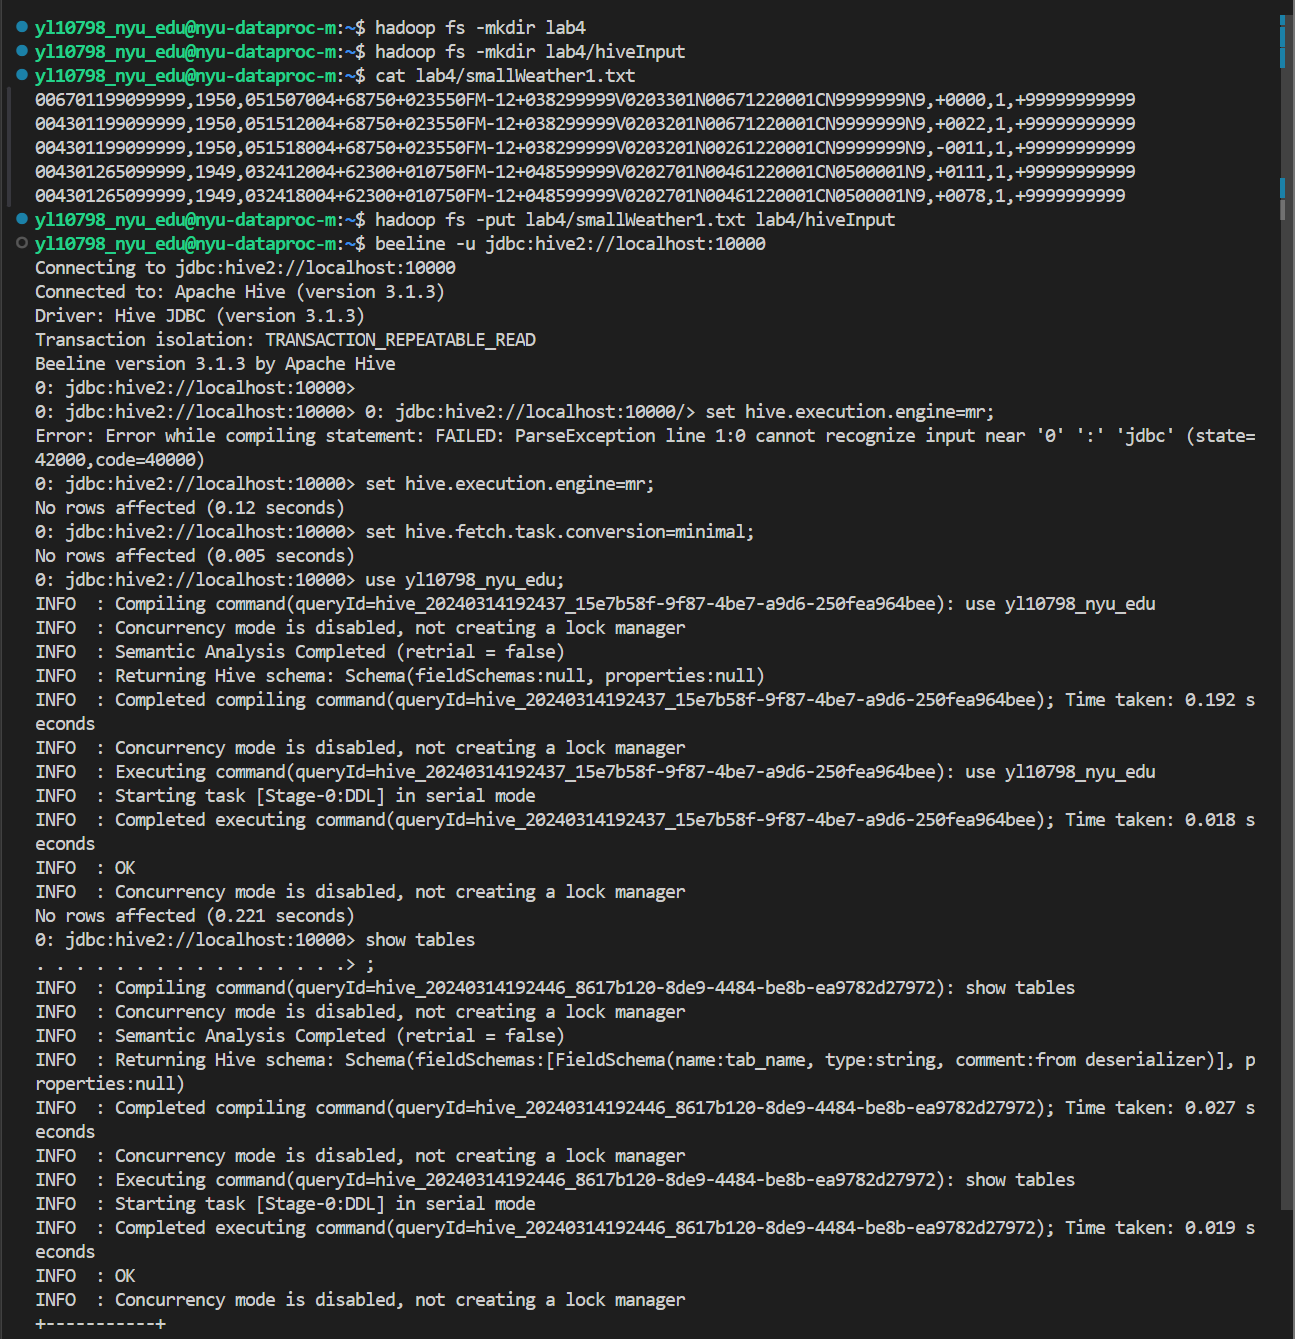 yl10798_nyu_edu@nyu-dataproc-m:~$ hadoop fs -mkdir lab4
yl10798_nyu_edu@nyu-dataproc-m:~$ hadoop fs -mkdir lab4/hiveInput
yl10798_nyu_edu@nyu-dataproc-m:~$ cat lab4/smallWeather1.txt
006701199099999,1950,051507004+68750+023550FM-12+038299999V0203301N00671220001CN9999999N9,+0000,1,+99999999999
004301199099999,1950,051512004+68750+023550FM-12+038299999V0203201N00671220001CN9999999N9,+0022,1,+99999999999
004301199099999,1950,051518004+68750+023550FM-12+038299999V0203201N00261220001CN9999999N9,-0011,1,+99999999999
004301265099999,1949,032412004+62300+010750FM-12+048599999V0202701N00461220001CN0500001N9,+0111,1,+99999999999
004301265099999,1949,032418004+62300+010750FM-12+048599999V0202701N00461220001CN0500001N9,+0078,1,+9999999999
yl10798_nyu_edu@nyu-dataproc-m:~$ hadoop fs -put lab4/smallWeather1.txt lab4/hiveInput
yl10798_nyu_edu@nyu-dataproc-m:~$ beeline -u jdbc:hive2://localhost:10000
Connecting to jdbc:hive2://localhost:10000
Connected to: Apache Hive (version 3.1.3)
Driver: Hive JDBC (version 3.1.3)
Transaction isolation: TRANSACTION_REPEATABLE_READ
Beeline version 3.1.3 by Apache Hive
0: jdbc:hive2://localhost:10000>
0: jdbc:hive2://localhost:10000> 0: jdbc:hive2://localhost:10000/> set hive.execution.engine=mr;
Error: Error while compiling statement: FAILED: ParseException line 1:0 cannot recognize input near '0' ':' 'jdbc' (state=
42000,code=40000)
0: jdbc:hive2://localhost:10000> set hive.execution.engine=mr;
No rows affected (0.12 seconds)
0: jdbc:hive2://localhost:10000> set hive.fetch.task.conversion=minimal;
No rows affected (0.005 seconds)
0: jdbc:hive2://localhost:10000> use yl10798_nyu_edu;
INFO  : Compiling command(queryId=hive_20240314192437_15e7b58f-9f87-4be7-a9d6-250fea964bee): use yl10798_nyu_edu
INFO  : Concurrency mode is disabled, not creating a lock manager
INFO  : Semantic Analysis Completed (retrial = false)
INFO  : Returning Hive schema: Schema(fieldSchemas:null, properties:null)
INFO  : Completed compiling command(queryId=hive_20240314192437_15e7b58f-9f87-4be7-a9d6-250fea964bee); Time taken: 0.192 s
econds
INFO  : Concurrency mode is disabled, not creating a lock manager
INFO  : Executing command(queryId=hive_20240314192437_15e7b58f-9f87-4be7-a9d6-250fea964bee): use yl10798_nyu_edu
INFO  : Starting task [Stage-0:DDL] in serial mode
INFO  : Completed executing command(queryId=hive_20240314192437_15e7b58f-9f87-4be7-a9d6-250fea964bee); Time taken: 0.018 s
econds
INFO  : OK
INFO  : Concurrency mode is disabled, not creating a lock manager
No rows affected (0.221 seconds)
0: jdbc:hive2://localhost:10000> show tables
. . . . . . . . . . . . . . . .> ;
INFO  : Compiling command(queryId=hive_20240314192446_8617b120-8de9-4484-be8b-ea9782d27972): show tables
INFO  : Concurrency mode is disabled, not creating a lock manager
INFO  : Semantic Analysis Completed (retrial = false)
INFO  : Returning Hive schema: Schema(fieldSchemas:[FieldSchema(name:tab_name, type:string, comment:from deserializer)], p
roperties:null)
INFO  : Completed compiling command(queryId=hive_20240314192446_8617b120-8de9-4484-be8b-ea9782d27972); Time taken: 0.027 s
econds
INFO  : Concurrency mode is disabled, not creating a lock manager
INFO  : Executing command(queryId=hive_20240314192446_8617b120-8de9-4484-be8b-ea9782d27972): show tables
INFO  : Starting task [Stage-0:DDL] in serial mode
INFO  : Completed executing command(queryId=hive_20240314192446_8617b120-8de9-4484-be8b-ea9782d27972); Time taken: 0.019 s
econds
INFO  : OK
INFO  : Concurrency mode is disabled, not creating a lock manager
+-----------+